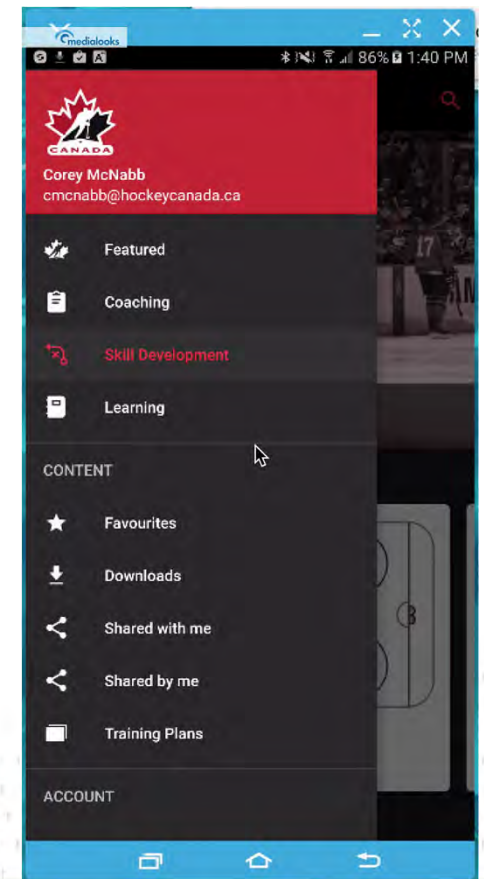 medialooks
86% 1:40 PM
CANADA
Corey McNabb
cmcnabb@hockeycanada.ca
17
Featured
Coaching
Skill Development
Learning
CONTENT
Favourites
Downloads
Shared with me
Shared by me
Training Plans
ACCOUNT